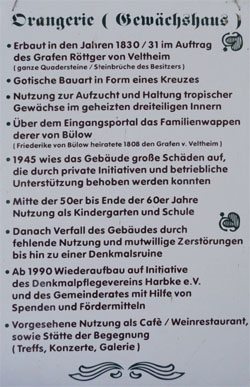 Orangerie ( Gewächshaus )
• Erbaut in den Jahren 1830 / 31 im Auftrag
des Grafen Röttger von Veltheim
( ganze Quadersteine / Steinbrüche des Besitzers )
• Gotische Bauart in Form eines Kreuzes
• Nutzung zur Aufzucht und Haltung tropischer
Gewächse im geheizten dreiteiligen Innern
• Über dem Eingangsportal das Familienwappen
derer von Bülow
( Friederike von Bülow heiratete 1808 den Grafen v. Veltheim )
• 1945 wies das Gebäude große Schäden auf,
die durch private Initiativen und betriebliche
Unterstützung behoben werden konnten
• Mitte der 50er bis Ende der 60er Jahre
Nutzung als Kindergarten und Schule
• Danach Verfall des Gebäudes durch
fehlende Nutzung und mutwillige Zerstörungen
bis hin zu einer Denkmalsruine
• Ab 1990 Wiederaufbau auf Initiative
des Denkmalpflegevereins Harbke e.V.
und des Gemeinderates mit Hilfe von
Spenden und Fördermitteln
• Vorgesehene Nutzung als Cafè / Weinrestaurant,
sowie Stätte der Begegnung
( Treffs, Konzerte, Galerie )